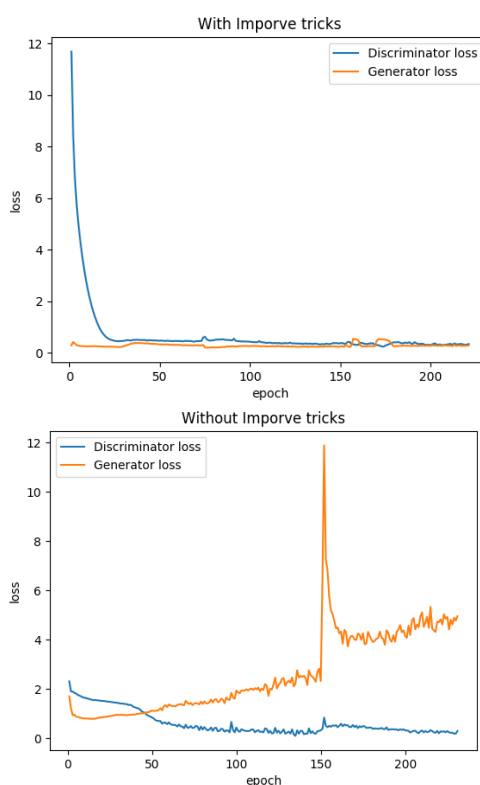 With Imporve tricks
Discriminator loss
Generator loss
12
10
8
6
4
2
0
loss
0 50 100 150 200
epoch
Without Imporve tricks
Discriminator loss
Generator loss
12
10
8
6
4
2
0
loss
0 50 100 150 200
epoch